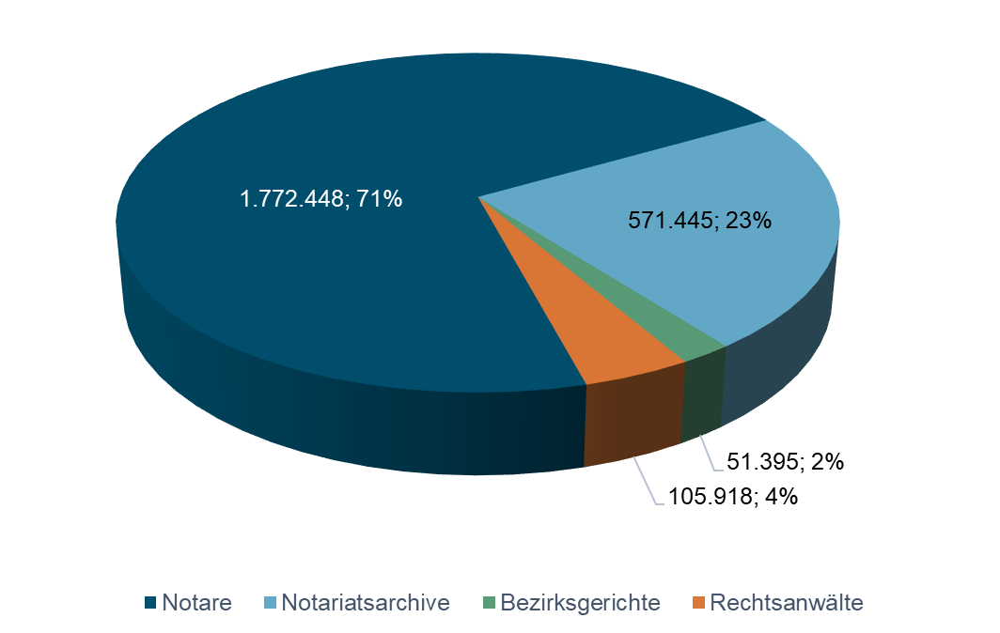 1.772.448; 71%
571.445; 23%
51.395; 2%
105.918; 4%
Notare
Notariatsarchive
Bezirksgerichte
Rechtsanwälte